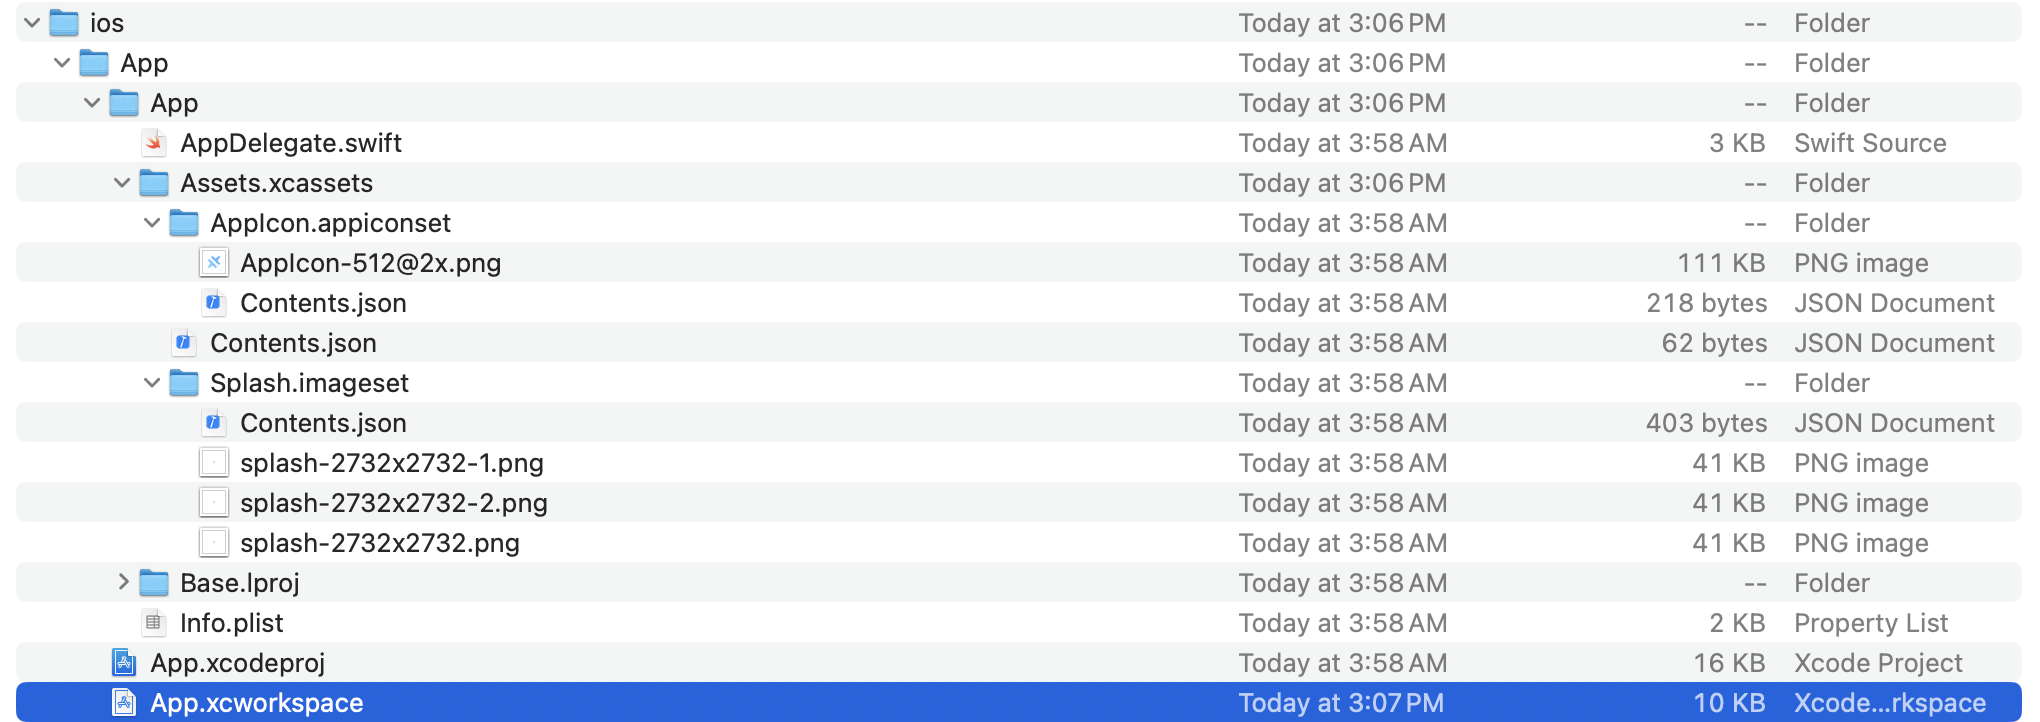 ios Today at 3:06 PM -- Folder
App Today at 3:06 PM -- Folder
App Today at 3:06 PM -- Folder
AppDelegate.swift Today at 3:58 AM 3 KB Swift Source
Assets.xcassets Today at 3:06 PM -- Folder
AppIcon.appiconset Today at 3:58 AM -- Folder
AppIcon-512@2x.png Today at 3:58 AM 111 KB PNG image
Contents.json Today at 3:58 AM 218 bytes JSON Document
Contents.json Today at 3:58 AM 62 bytes JSON Document
Splash.imageset Today at 3:58 AM -- Folder
Contents.json Today at 3:58 AM 403 bytes JSON Document
splash-2732x2732-1.png Today at 3:58 AM 41 KB PNG image
splash-2732x2732-2.png Today at 3:58 AM 41 KB PNG image
splash-2732x2732.png Today at 3:58 AM 41 KB PNG image
Base.lproj Today at 3:58 AM -- Folder
Info.plist Today at 3:58 AM 2 KB Property List
App.xcodeproj Today at 3:58 AM 16 KB Xcode Project
App.xcworkspace Today at 3:07 PM 10 KB Xcode...rkspace